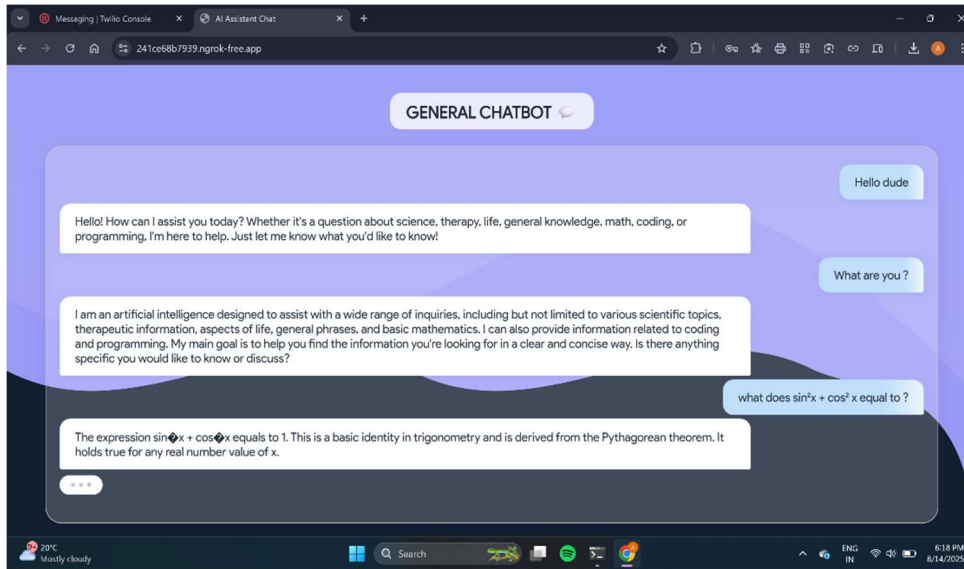 Messaging | Twilio Console
AI Assistant Chat
241ce68b7939.ngrok-free.app
A
GENERAL CHATBOT
Hello dude
Hello! How can I assist you today? Whether it's a question about science, therapy, life, general knowledge, math, coding, or
programming, I'm here to help. Just let me know what you'd like to know!
What are you ?
I am an artificial intelligence designed to assist with a wide range of inquiries, including but not limited to various scientific topics,
therapeutic information, aspects of life, general phrases, and basic mathematics. I can also provide information related to coding
and programming. My main goal is to help you find the information you're looking for in a clear and concise way. Is there anything
specific you would like to know or discuss?
what does sin²x + cos² x equal to ?
The expression sin�x + cos�x equals to 1. This is a basic identity in trigonometry and is derived from the Pythagorean theorem. It
holds true for any real number value of x.
20°C
Mostly cloudy
Search
ENG
IN
6:18 PM
8/14/2025